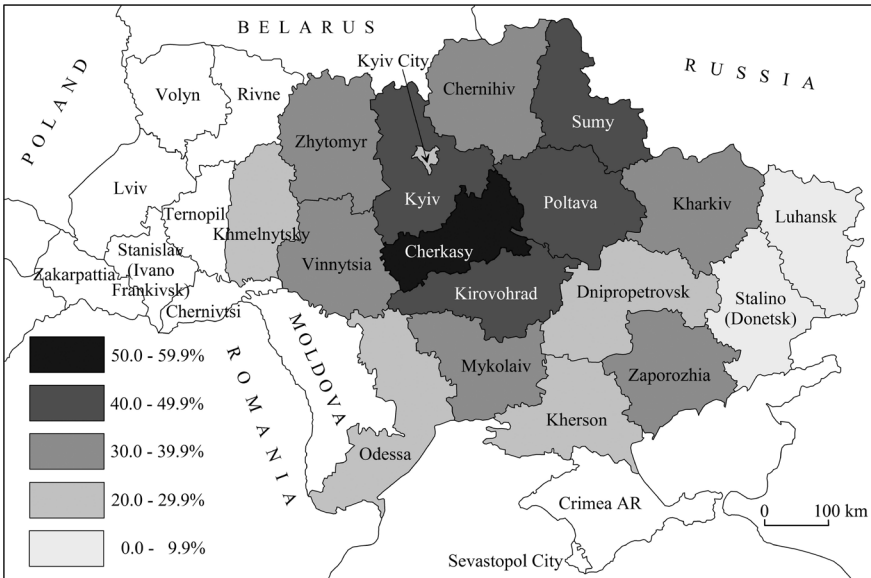 BELARUS
POLAND
RUSSIA
Kyiv City
Volyn
Rivne
Chernihiv
Sumy
Zhytomyr
Lviv
Ternopil
Kyiv
Poltava
Kharkiv
Luhansk
Khmelnytsky
Stanislav
(Ivano
Frankivsk)
Zakarpattia
Vinnytsia
Cherkasy
Chernivtsi
Kirovohrad
Dnipropetrovsk
Stalino
(Donetsk)
MOLDOVA
ROMANIA
Mykolaiv
Zaporozhia
Kherson
Odessa
Crimea AR
Sevastopol City
50.0 - 59.9%
40.0 - 49.9%
30.0 - 39.9%
20.0 - 29.9%
0.0 - 9.9%
0 100 km